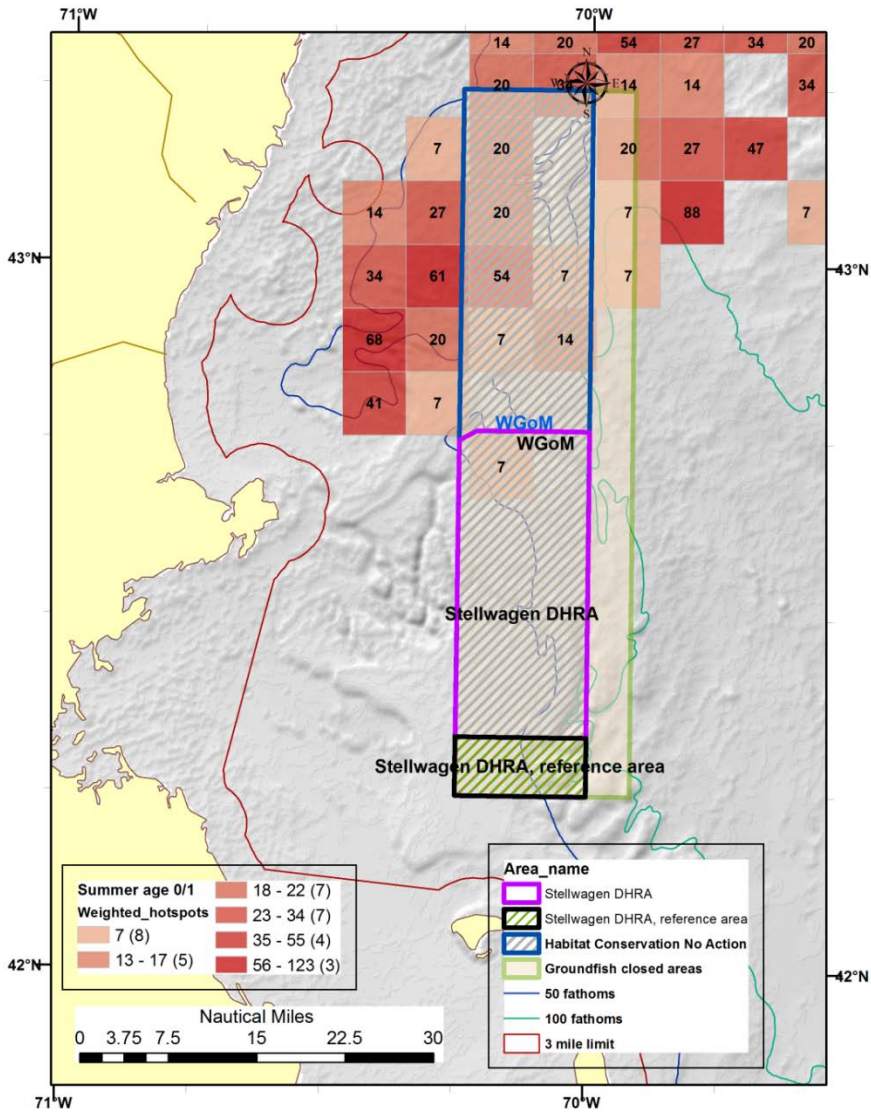 71°W 70°W
14 20 54 27 34 20
N
20 W 34 E 14 14 34
S
7 20 20 27 47
14 27 20 7 88 7
43°N 43°N
34 61 54 7 7
68 20 7 14
41 7
WGoM
WGoM
7
Stellwagen DHRA
Stellwagen DHRA, reference area
Summer age 0/1
Weighted_hotspots
7 (8)
13 - 17 (5)
18 - 22 (7)
23 - 34 (7)
35 - 55 (4)
56 - 123 (3)
Area_name
Stellwagen DHRA
Stellwagen DHRA, reference area
Habitat Conservation No Action
Groundfish closed areas
50 fathoms
100 fathoms
3 mile limit
42°N 42°N
Nautical Miles
0 3.75 7.5 15 22.5 30
71°W 70°W